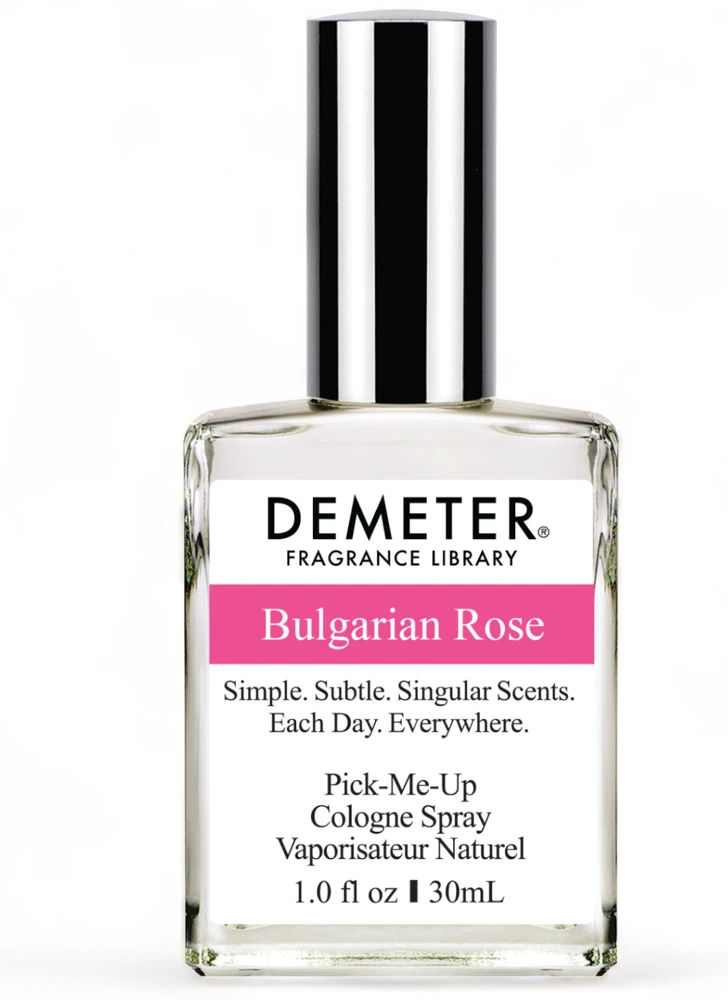 DEMETER®
FRAGRANCE LIBRARY
Bulgarian Rose
Simple. Subtle. Singular Scents.
Each Day. Everywhere.
Pick-Me-Up
Cologne Spray
Vaporisateur Naturel
1.0 fl oz ❚ 30mL